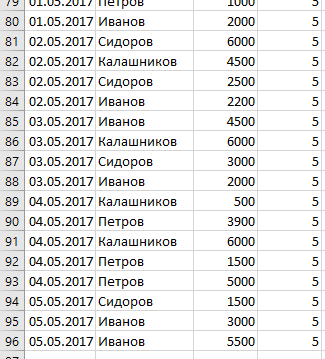 79 01.05.2017 Петров 1000 5
80 01.05.2017 Иванов 2000 5
81 02.05.2017 Сидоров 6000 5
82 02.05.2017 Калашников 4500 5
83 02.05.2017 Сидоров 2500 5
84 02.05.2017 Иванов 2200 5
85 03.05.2017 Иванов 4500 5
86 03.05.2017 Калашников 6000 5
87 03.05.2017 Сидоров 3000 5
88 03.05.2017 Иванов 2000 5
89 04.05.2017 Калашников 500 5
90 04.05.2017 Петров 3900 5
91 04.05.2017 Калашников 6000 5
92 04.05.2017 Петров 1500 5
93 04.05.2017 Петров 5000 5
94 05.05.2017 Сидоров 1500 5
95 05.05.2017 Иванов 3000 5
96 05.05.2017 Иванов 5500 5
97